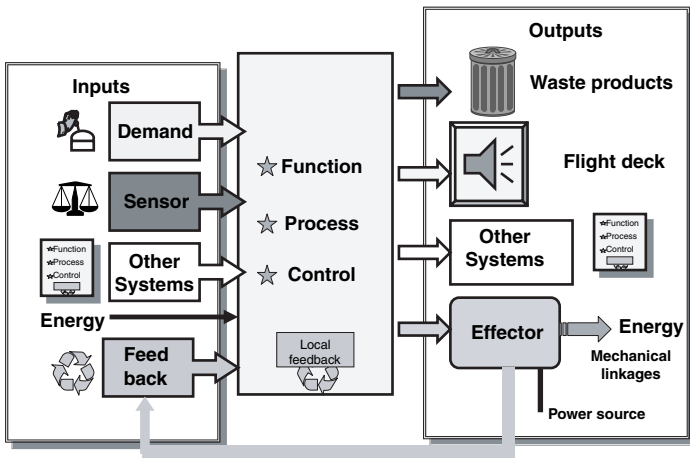 Inputs
Demand
Sensor
Function
Process
Control
Other
Systems
Energy
Feed
back
Function
Process
Control
Local
feedback
Outputs
Waste products
Flight deck
Other
Systems
Function
Process
Control
Effector
Energy
Mechanical
linkages
Power source